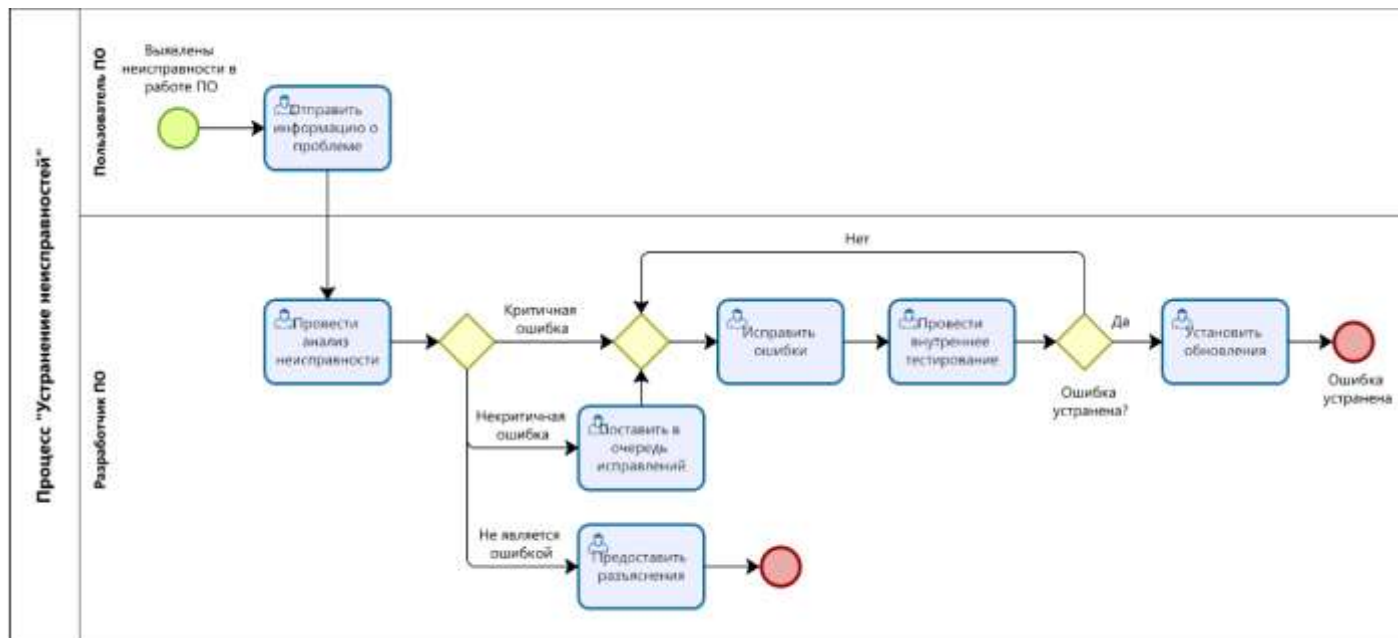 Процесс "Устранение неисправностей"
Пользователь ПО
Выявлены
неисправности в
работе ПО
Отправить
информацию о
проблеме
Разработчик ПО
Провести
анализ
неисправности
Критичная
ошибка
Некритичная
ошибка
Не является
ошибкой
Поставить в
очередь
исправлений
Предоставить
разъяснения
Нет
Исправить
ошибки
Провести
внутреннее
тестирование
Ошибка
устранена?
Да
Установить
обновления
Ошибка
устранена